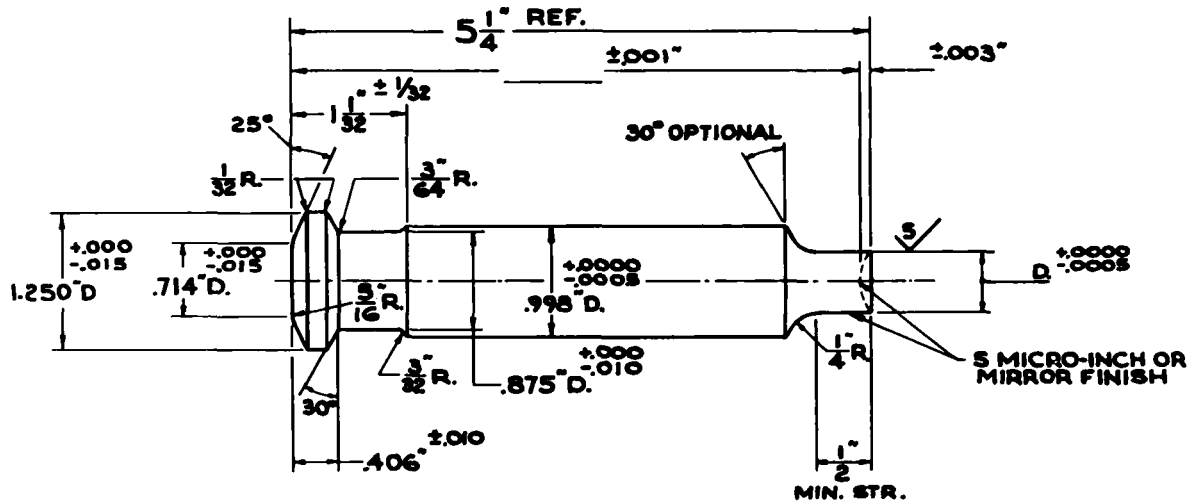 5 1/4" REF.
±.001"
±.003"
1 1/32" ± 1/32
25°
30° OPTIONAL
1/32 R.
3/64" R.
5
+.000
-.015
1.250"D
+.000
-.015
.714"D.
3/16" R.
+.0000
-.0005
.998"D.
D
+.0000
-.0005
3/32" R.
+.000
-.010
.875"D.
1/4" R.
5 MICRO-INCH OR
MIRROR FINISH
30°
.406" ±.010
1/2"
MIN. STR.